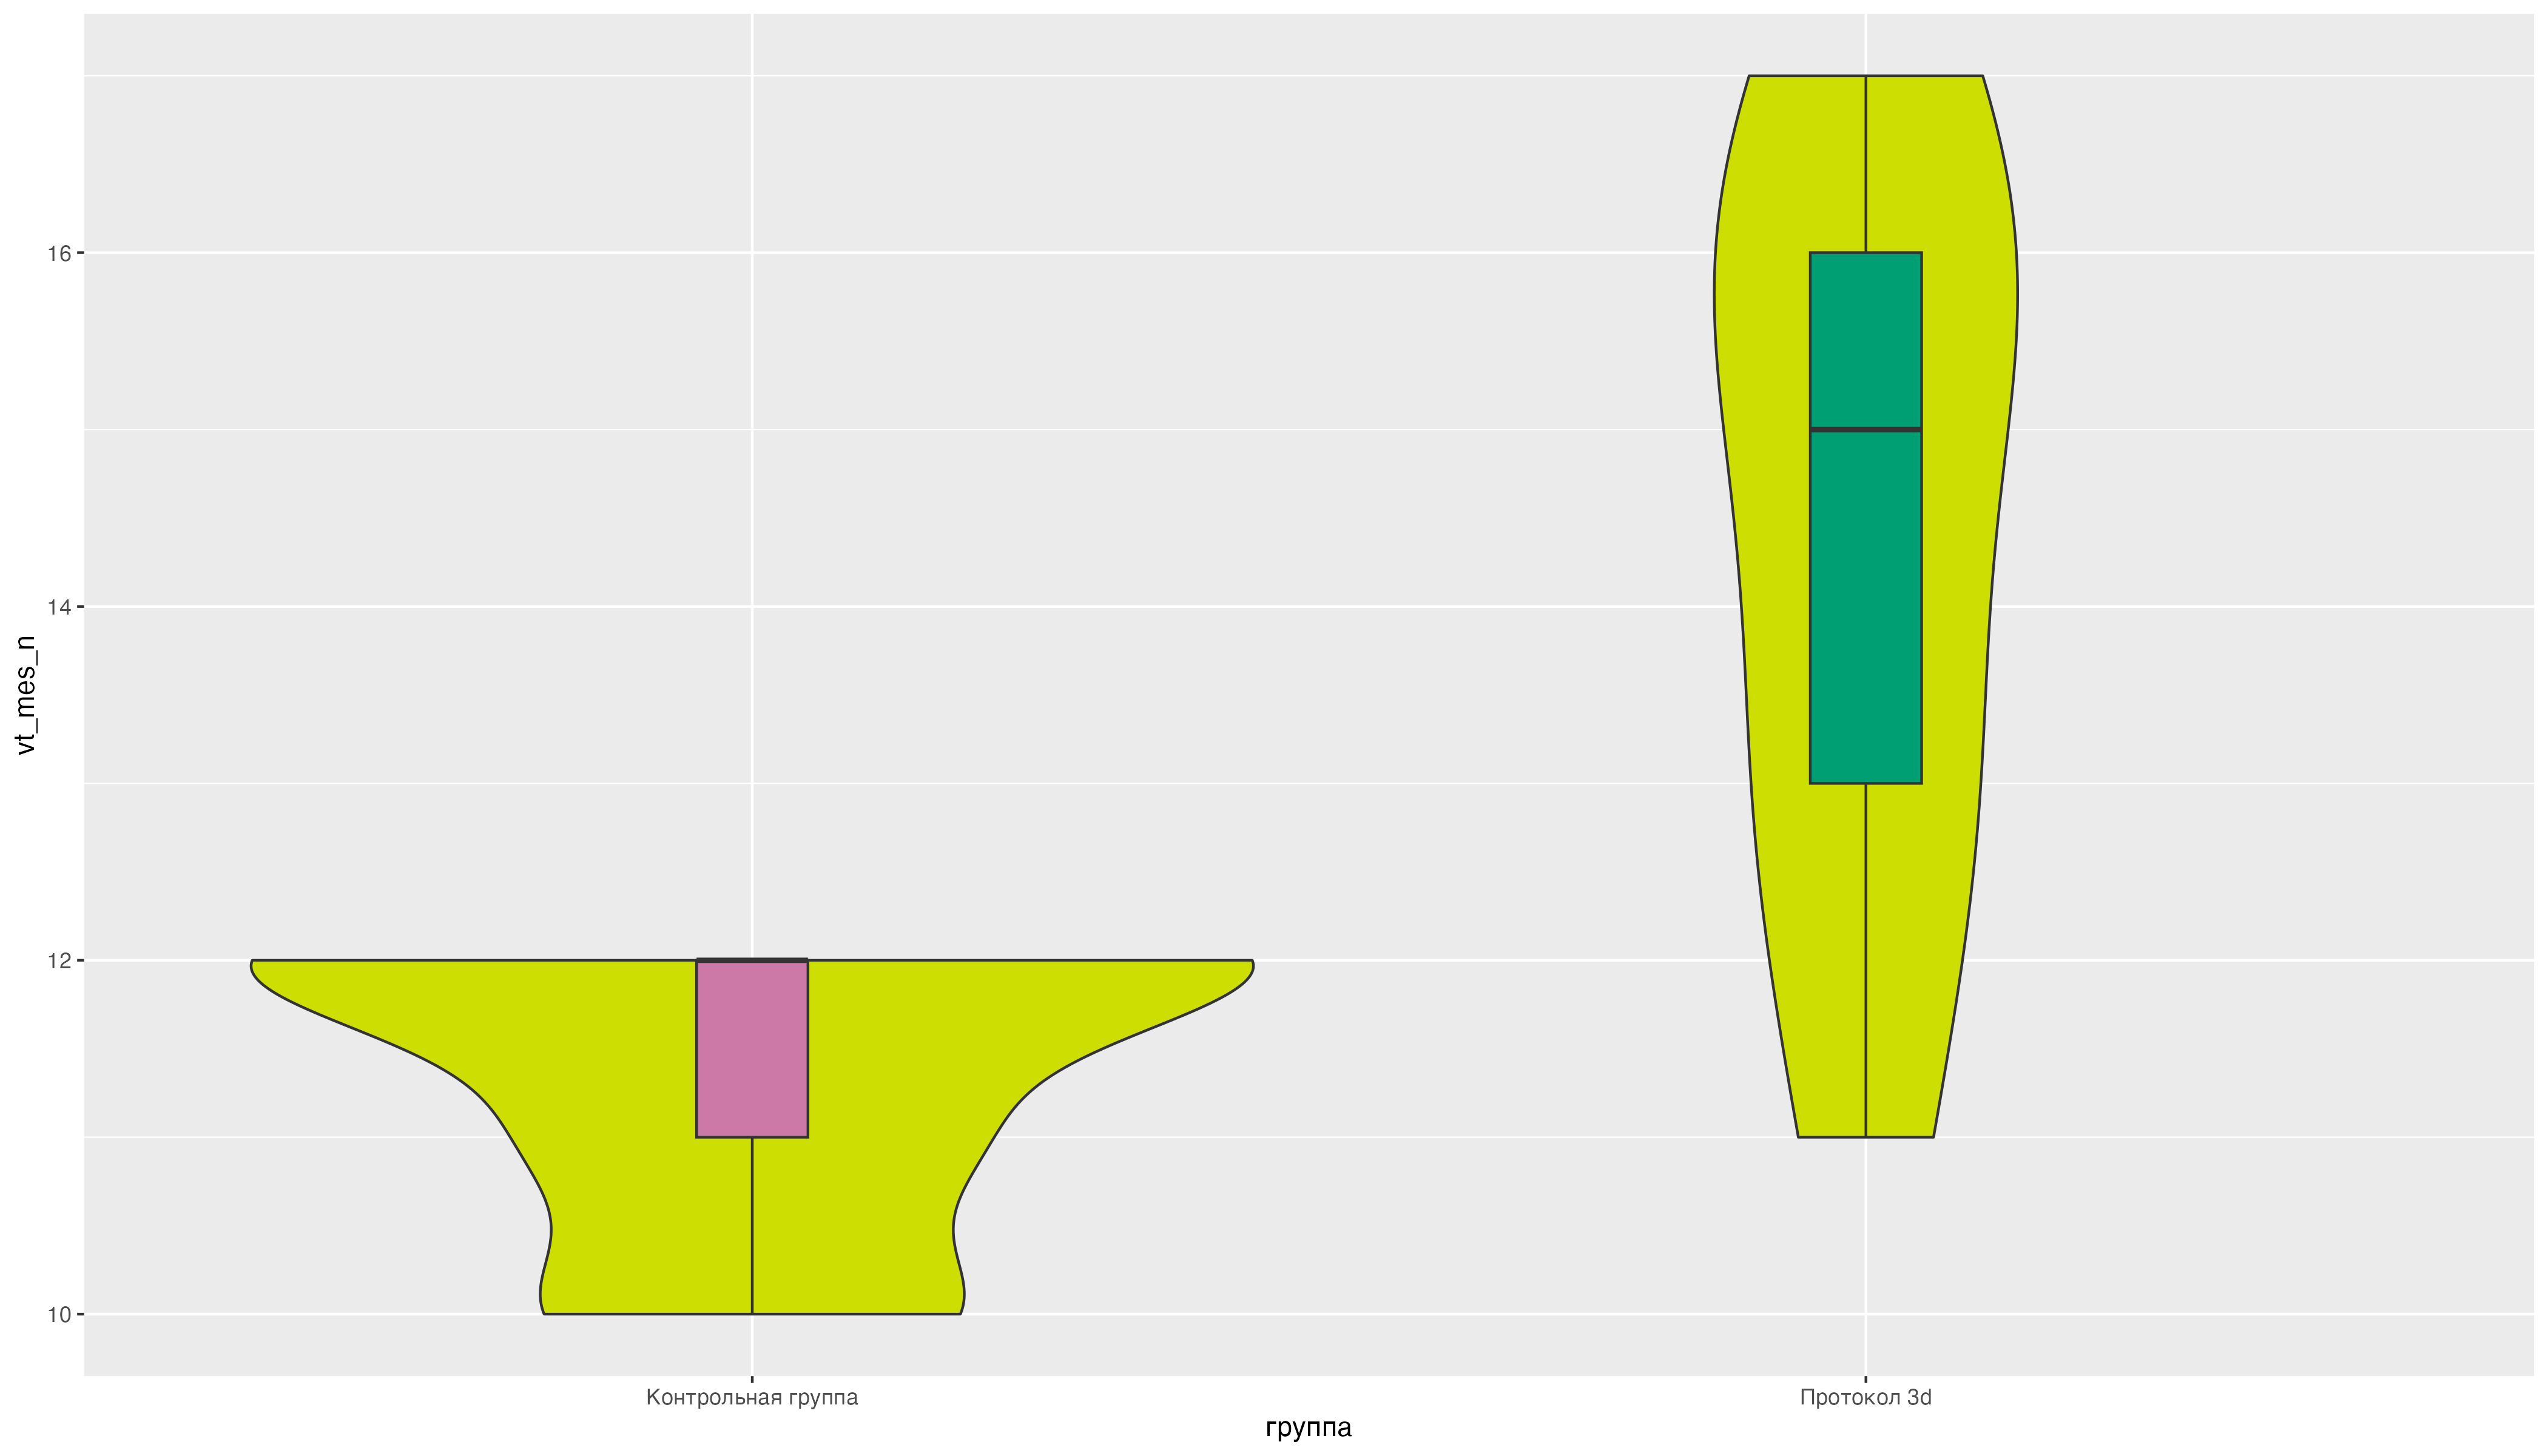 vt_mes_n
16
14
12
10
Контрольная группа
Протокол 3d
группа